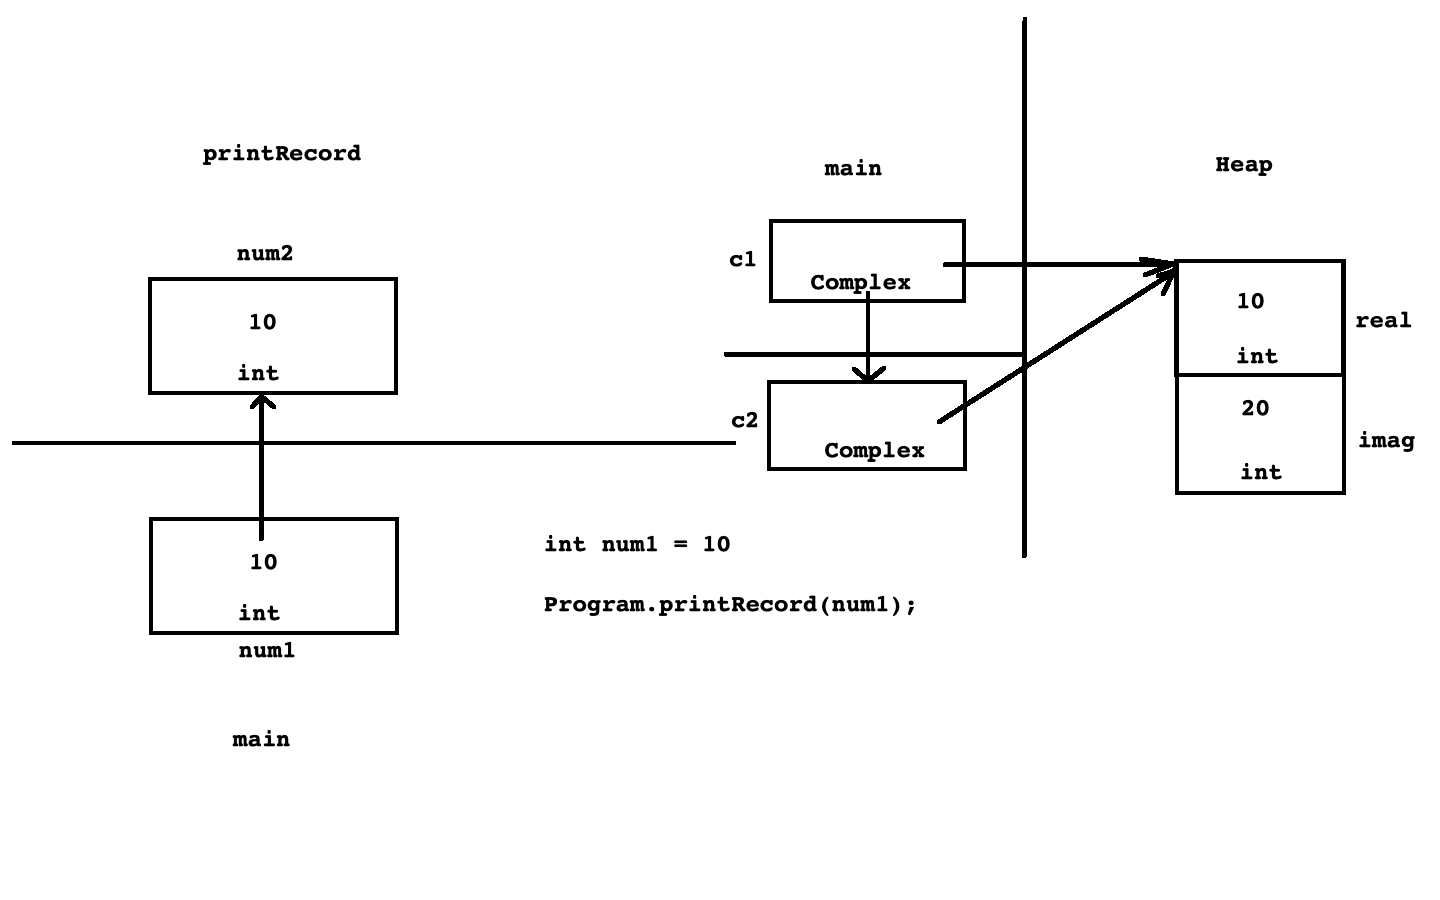 printRecord
num2
10
int
10
int
num1
main
int num1 = 10
Program.printRecord(num1);
main
c1
Complex
c2
Complex
Heap
10
int
real
20
int
imag